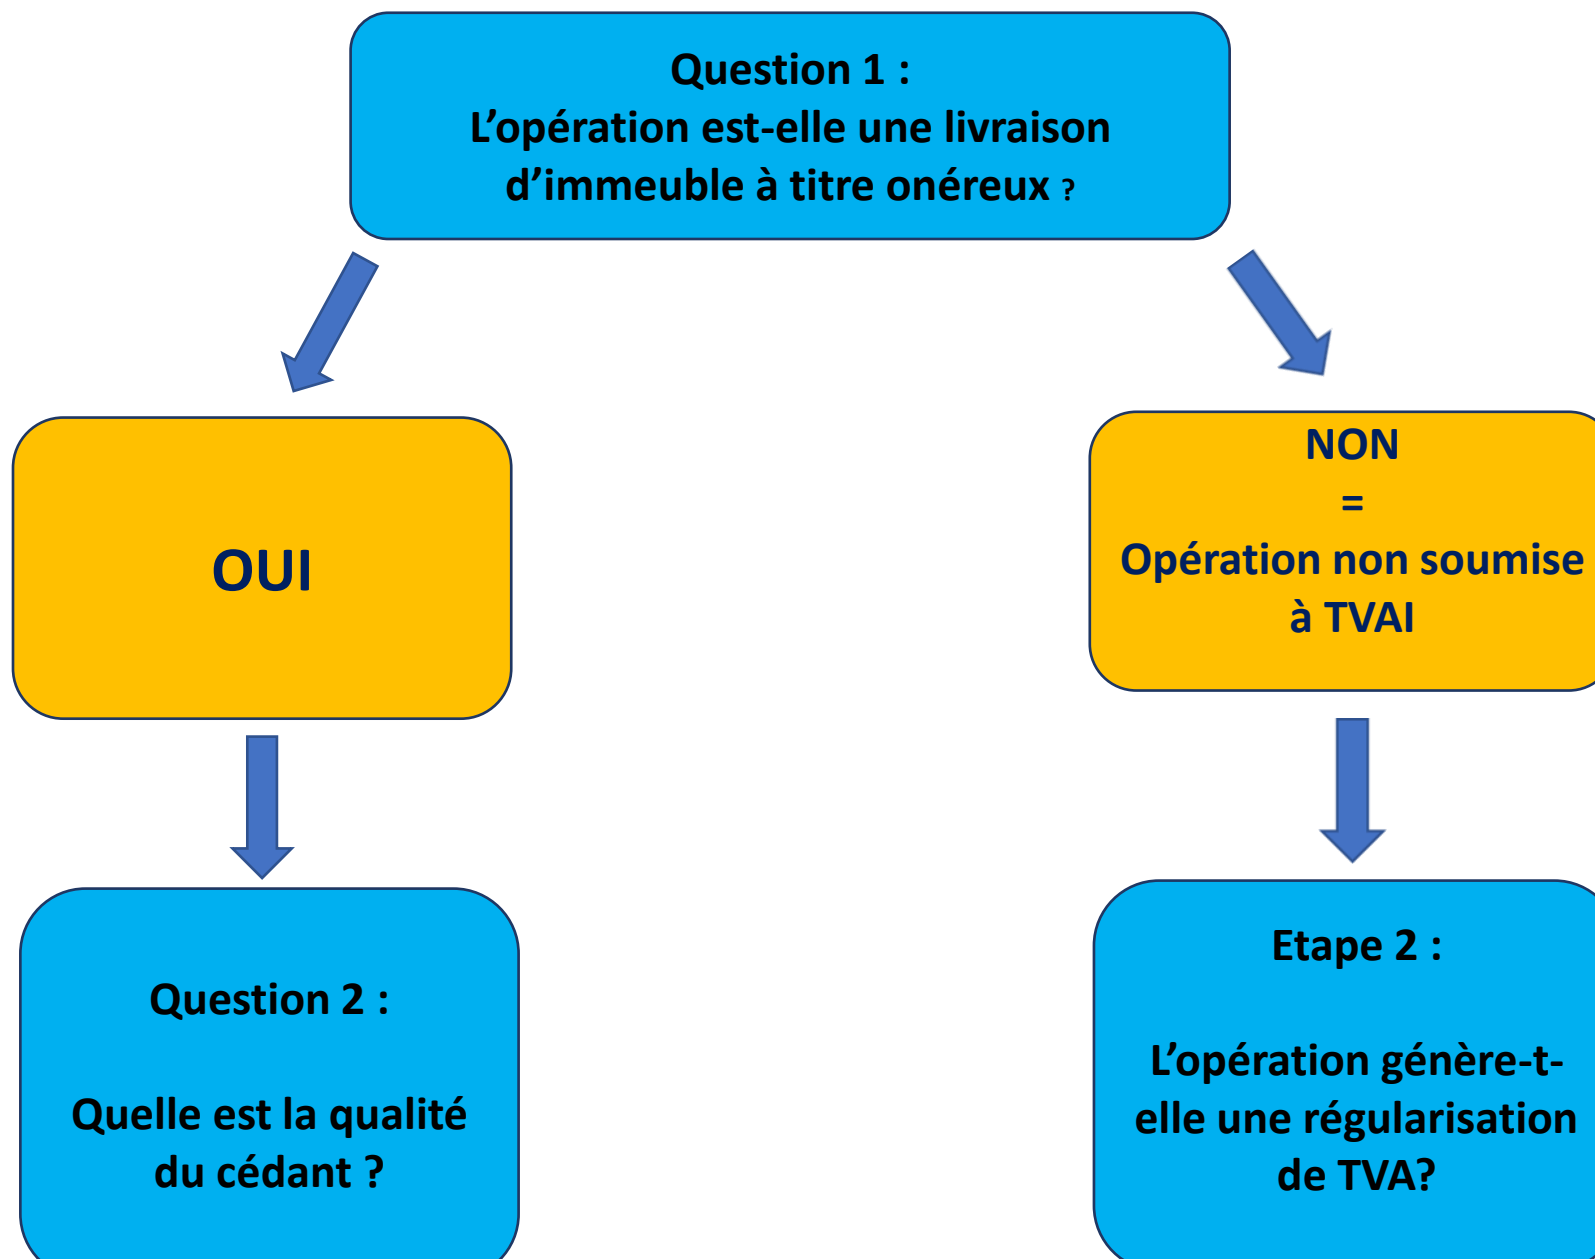 Question 1 :
L’opération est-elle une livraison
d’immeuble à titre onéreux ?
OUI
NON
=
Opération non soumise
à TVAI
Question 2 :
Quelle est la qualité
du cédant ?
Etape 2 :
L’opération génère-t-
elle une régularisation
de TVA?